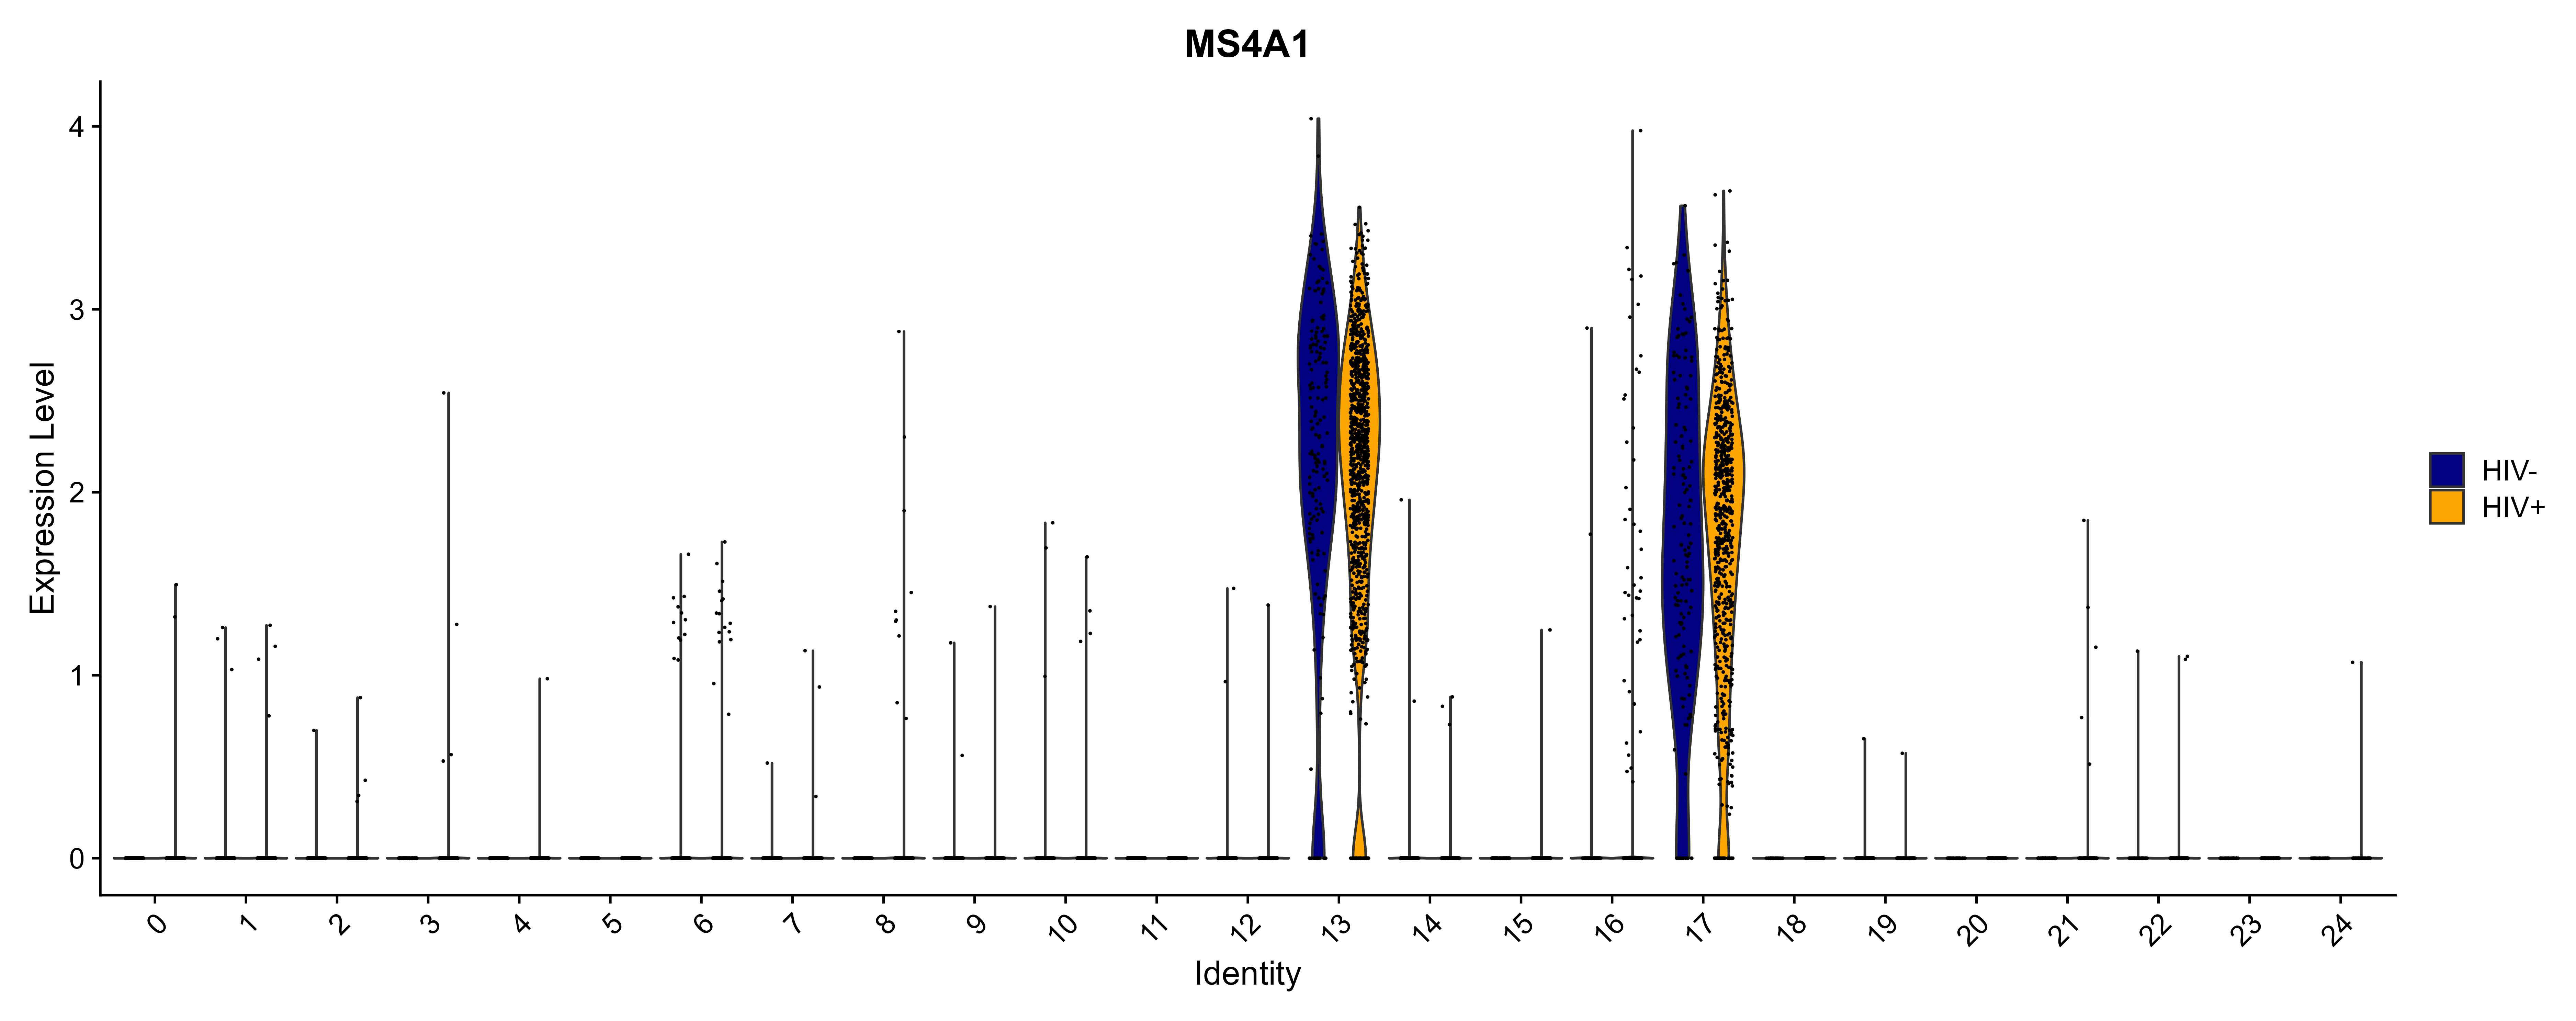 MS4A1
Expression Level
4
3
2
1
0
0 1 2 3 4 5 6 7 8 9 10 11 12 13 14 15 16 17 18 19 20 21 22 23 24
Identity
HIV-
HIV+